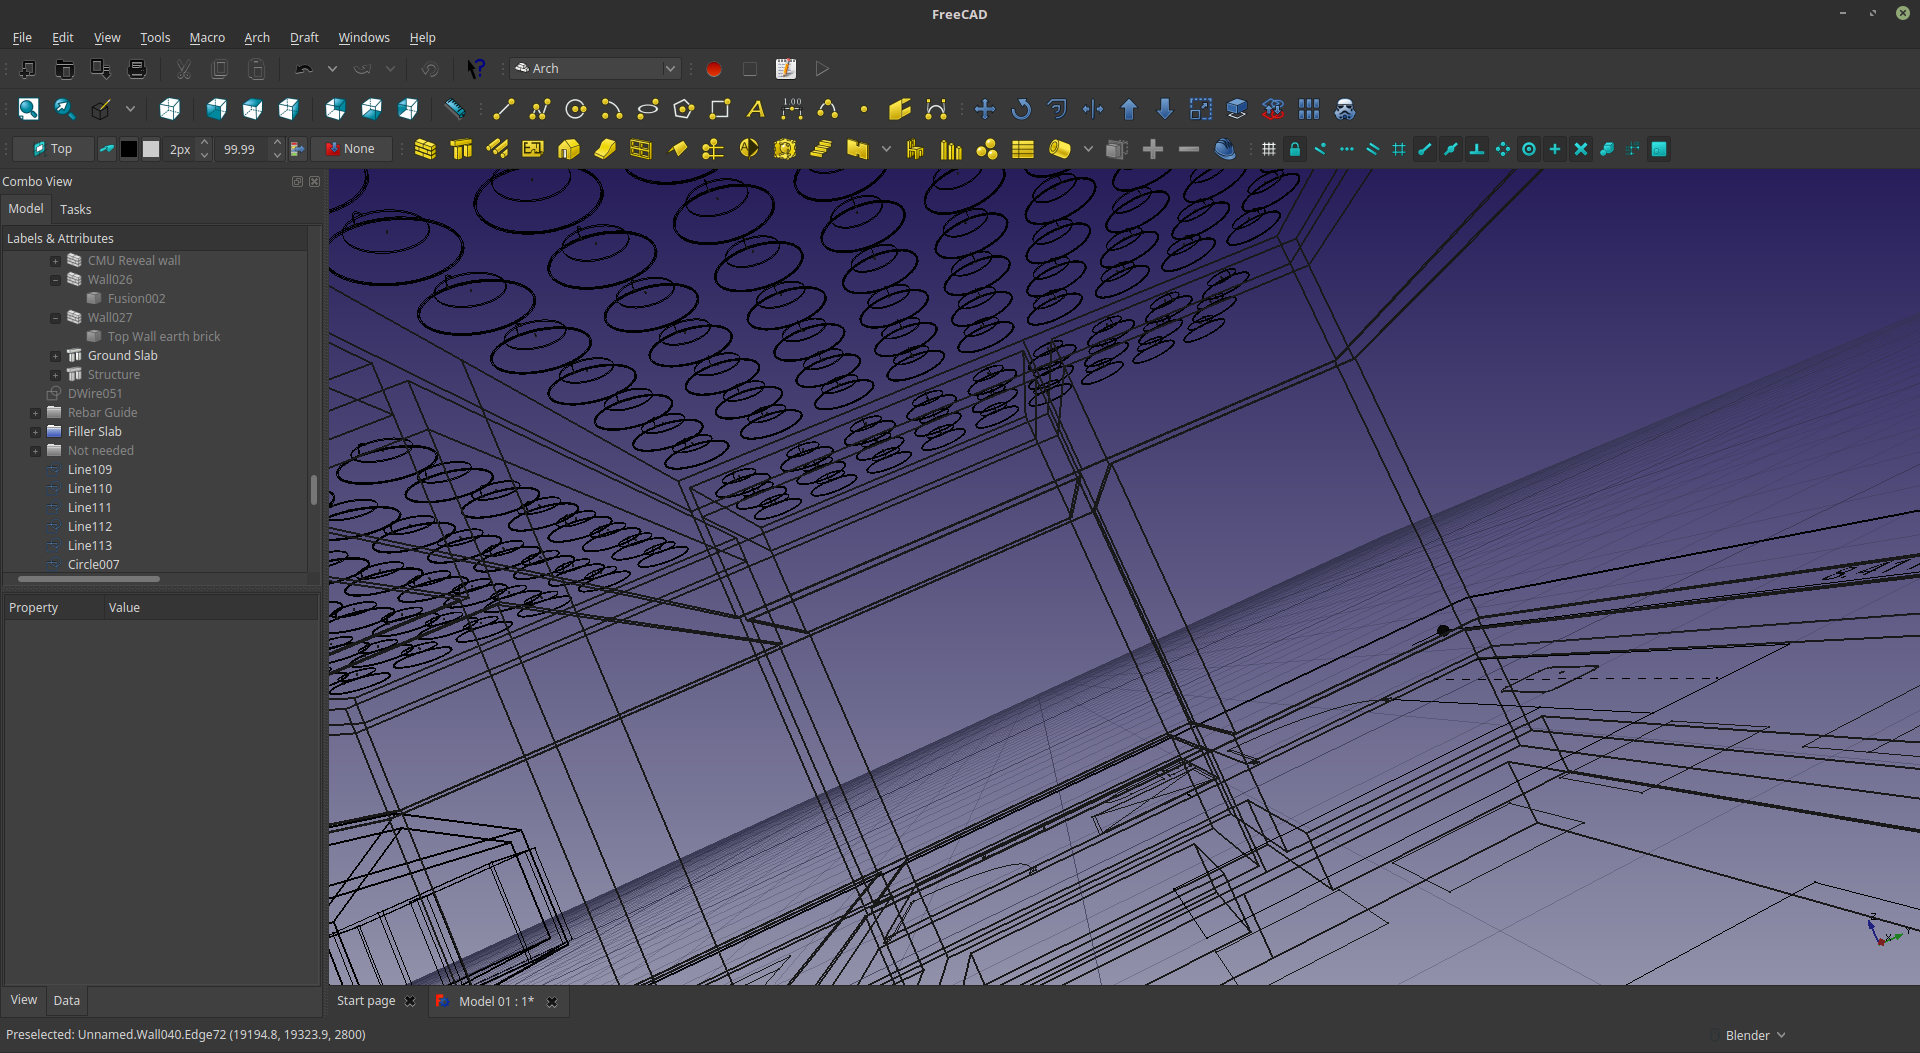 FreeCAD
File Edit View Tools Macro Arch Draft Windows Help
Arch
A 1.00
Top 2px 99.99 None
Combo View
Model Tasks
Labels & Attributes
CMU Reveal wall
Wall026
Fusion002
Wall027
Top Wall earth brick
Ground Slab
Structure
DWire051
Rebar Guide
Filler Slab
Not needed
Line109
Line110
Line111
Line112
Line113
Circle007
Property Value
View Data
Z
X Y
Start page Model 01 : 1*
Preselected: Unnamed.Wall040.Edge72 (19194.8, 19323.9, 2800)
Blender